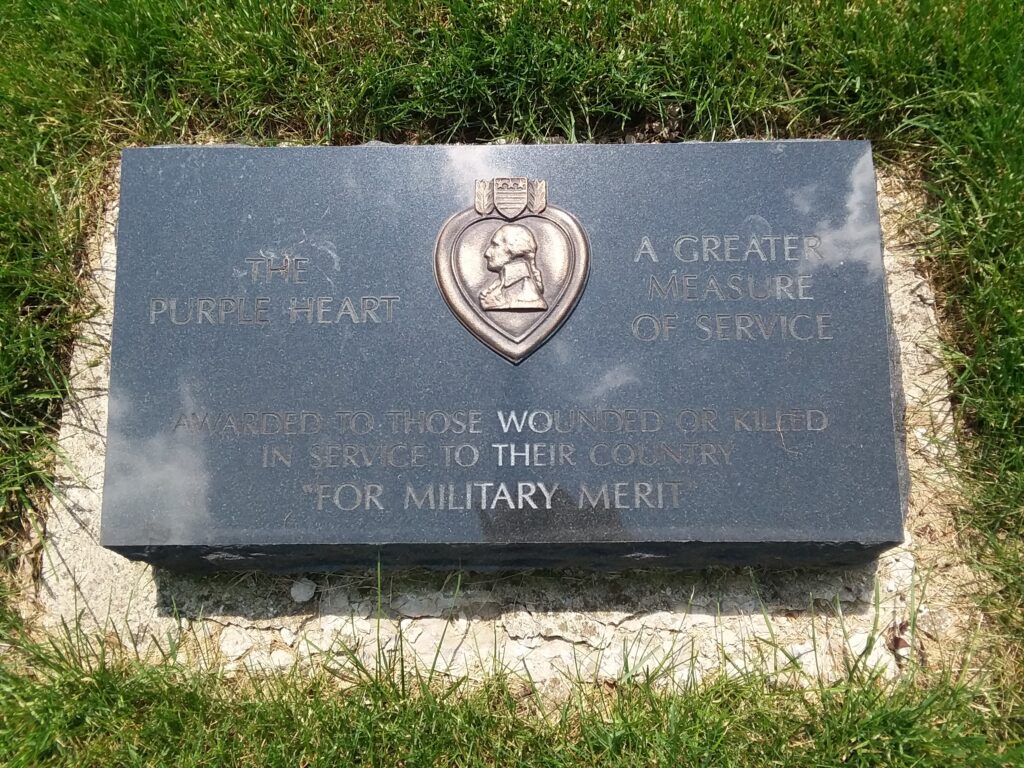 THE
PURPLE HEART
A GREATER
MEASURE
OF SERVICE
AWARDED TO THOSE WOUNDED OR KILLED
IN SERVICE TO THEIR COUNTRY
"FOR MILITARY MERIT"